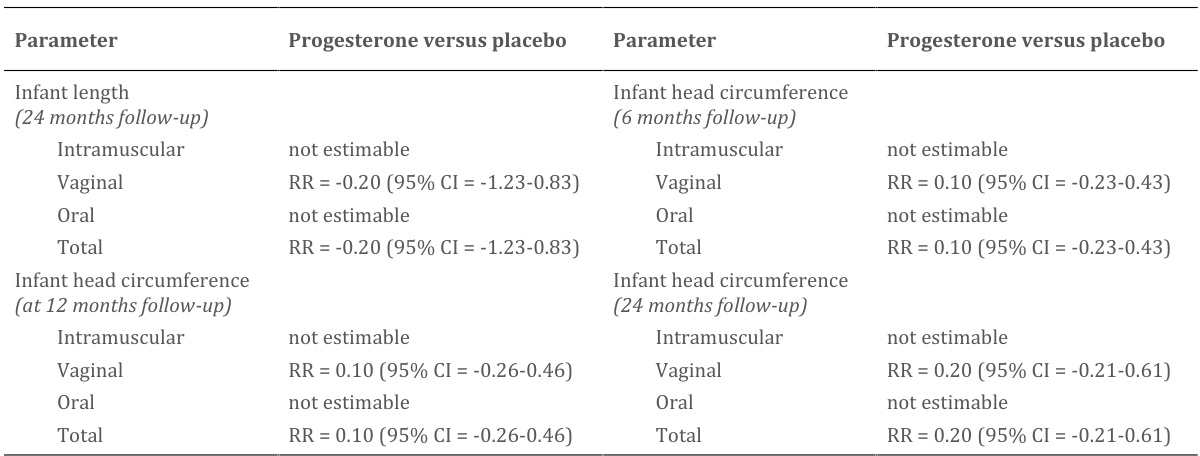 Parameter Progesterone versus placebo Parameter Progesterone versus placebo
Infant length Infant head circumference
(24 months follow-up) (6 months follow-up)
Intramuscular not estimable Intramuscular not estimable
Vaginal RR = -0.20 (95% CI = -1.23-0.83) Vaginal RR = 0.10 (95% CI = -0.23-0.43)
Oral not estimable Oral not estimable
Total RR = -0.20 (95% CI = -1.23-0.83) Total RR = 0.10 (95% CI = -0.23-0.43)
Infant head circumference Infant head circumference
(at 12 months follow-up) (24 months follow-up)
Intramuscular not estimable Intramuscular not estimable
Vaginal RR = 0.10 (95% CI = -0.26-0.46) Vaginal RR = 0.20 (95% CI = -0.21-0.61)
Oral not estimable Oral not estimable
Total RR = 0.10 (95% CI = -0.26-0.46) Total RR = 0.20 (95% CI = -0.21-0.61)